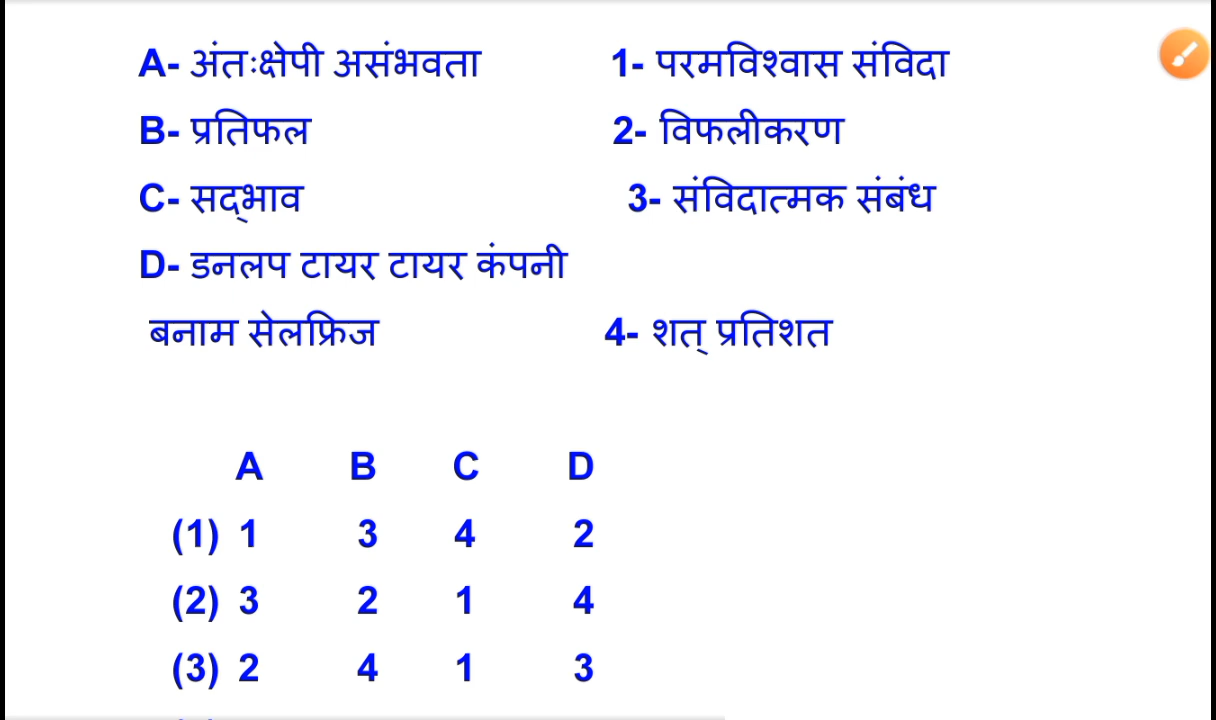 A- अंतःक्षेपी असंभवता 1- परमविश्वास संविदा
B- प्रतिफल 2- विफलीकरण
C- सद्भाव 3- संविदात्मक संबंध
D- डनलप टायर टायर कंपनी
बनाम सेलफ्रिज 4- शत् प्रतिशत
A B C D
(1) 1 3 4 2
(2) 3 2 1 4
(3) 2 4 1 3